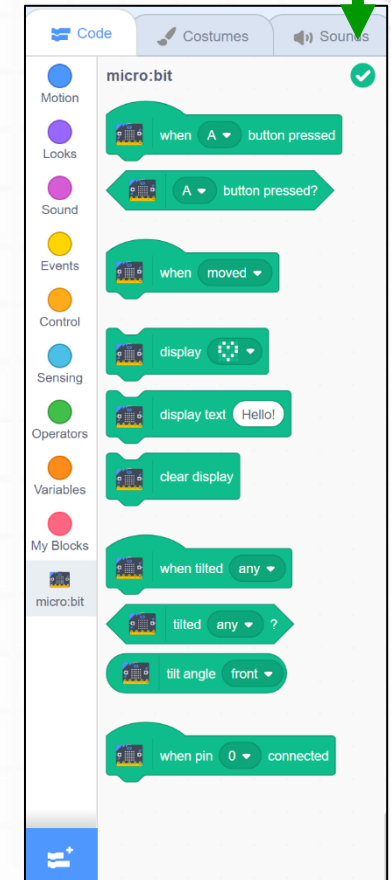 Code Costumes Sounds
Motion
Looks
Sound
Events
Control
Sensing
Operators
Variables
My Blocks
micro:bit
micro:bit
when A button pressed
A button pressed?
when moved
display
display text Hello!
clear display
when tilted any
tilted any ?
tilt angle front
when pin 0 connected